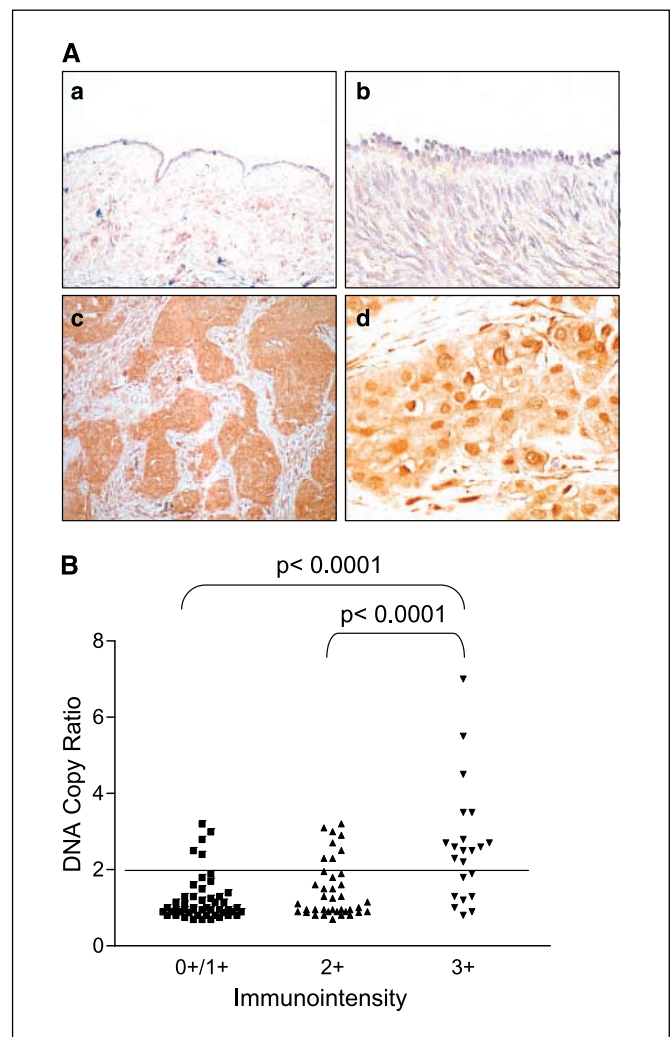 A
a
b
c
d
B
p< 0.0001
p< 0.0001
8
6
4
2
0
DNA Copy Ratio
0+/1+ 2+ 3+
Immunointensity